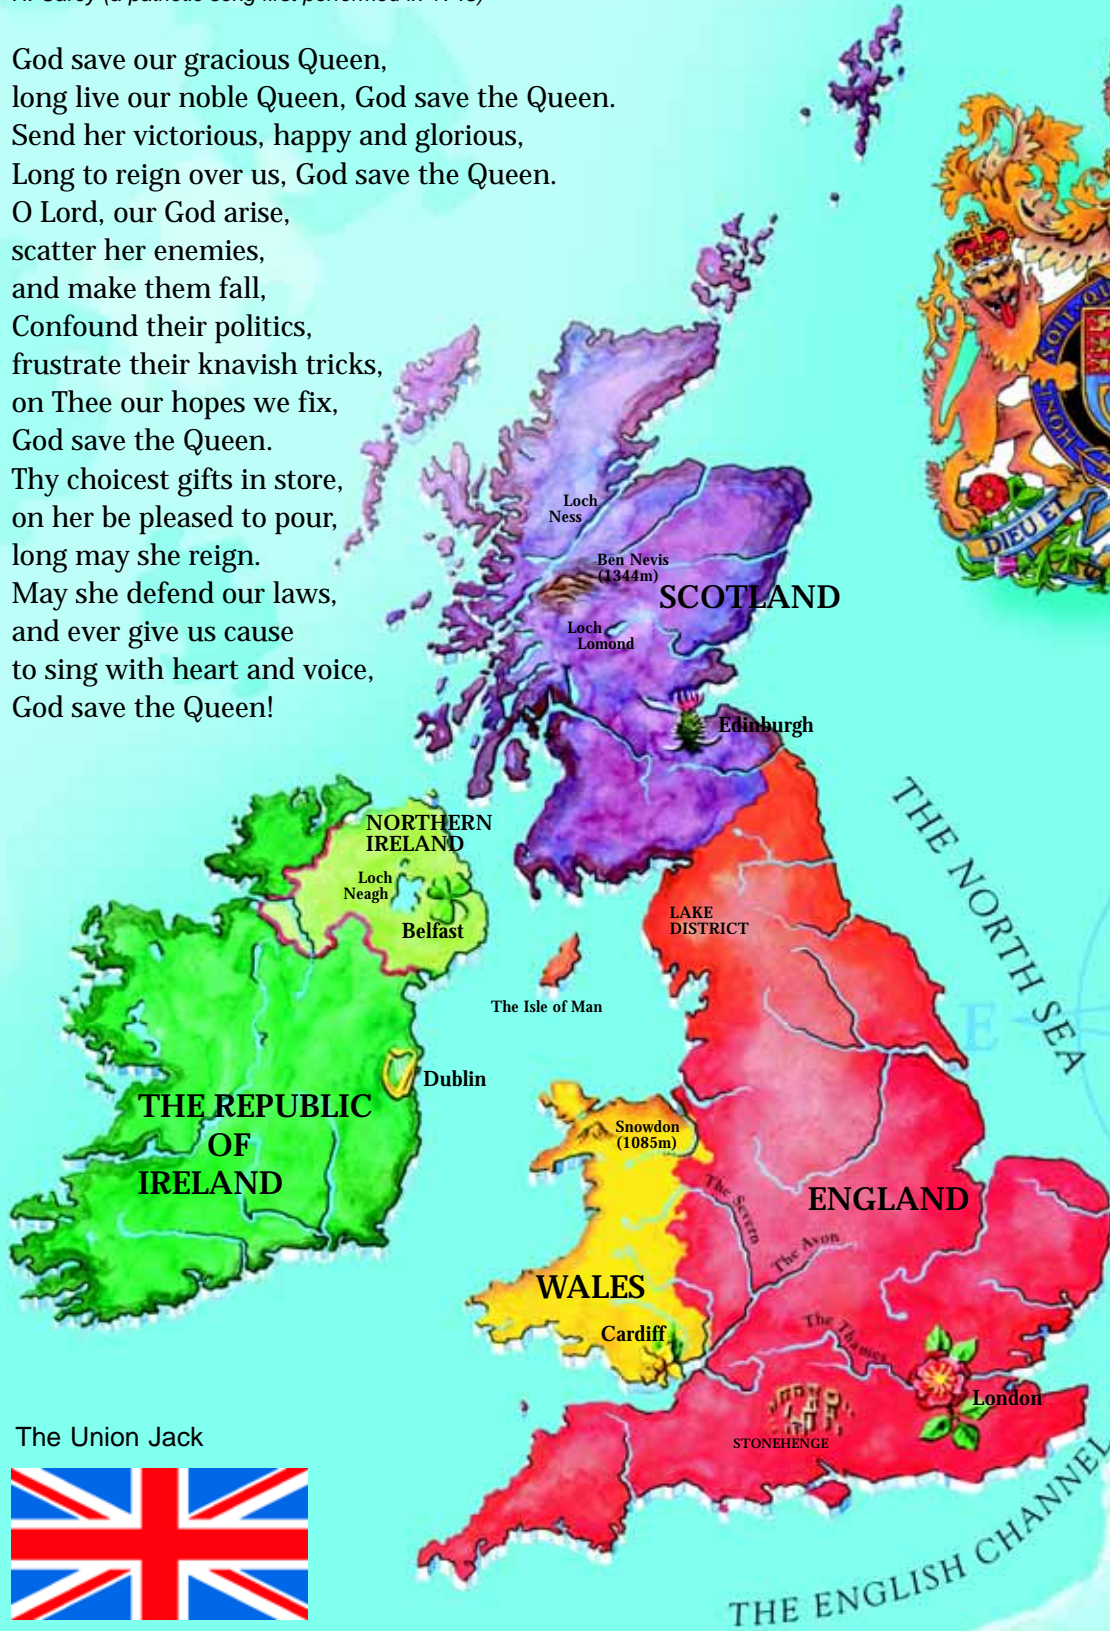 God save our gracious Queen,
long live our noble Queen, God save the Queen.
Send her victorious, happy and glorious,
Long to reign over us, God save the Queen.
O Lord, our God arise,
scatter her enemies,
and make them fall,
Confound their politics,
frustrate their knavish tricks,
on Thee our hopes we fix,
God save the Queen.
Thy choicest gifts in store,
on her be pleased to pour,
long may she reign.
May she defend our laws,
and ever give us cause
to sing with heart and voice,
God save the Queen!
SOIT
HONI
DIEU ET
Loch
Ness
Ben Nevis
(1344m)
SCOTLAND
Loch
Lomond
Edinburgh
NORTHERN
IRELAND
Loch
Neagh
Belfast
LAKE
DISTRICT
The Isle of Man
THE NORTH SEA
E
Dublin
THE REPUBLIC
OF
IRELAND
Snowdon
(1085m)
The Severn
ENGLAND
The Avon
WALES
Cardiff
The Thames
London
STONEHENGE
The Union Jack
THE ENGLISH CHANNEL